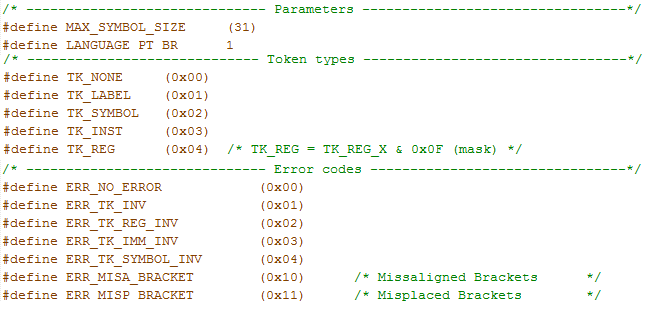 /* ------------------------------ Parameters ---------------------------------*/
#define MAX_SYMBOL_SIZE (31)
#define LANGUAGE PT BR 1
/* ----------------------------- Token types ---------------------------------*/
#define TK_NONE (0x00)
#define TK_LABEL (0x01)
#define TK_SYMBOL (0x02)
#define TK_INST (0x03)
#define TK_REG (0x04) /* TK_REG = TK_REG_X & 0x0F (mask) */
/* ------------------------------ Error codes --------------------------------*/
#define ERR_NO_ERROR (0x00)
#define ERR_TK_INV (0x01)
#define ERR_TK_REG_INV (0x02)
#define ERR_TK_IMM_INV (0x03)
#define ERR_TK_SYMBOL_INV (0x04)
#define ERR_MISA_BRACKET (0x10) /* Missaligned Brackets */
#define ERR MISP BRACKET (0x11) /* Misplaced Brackets */